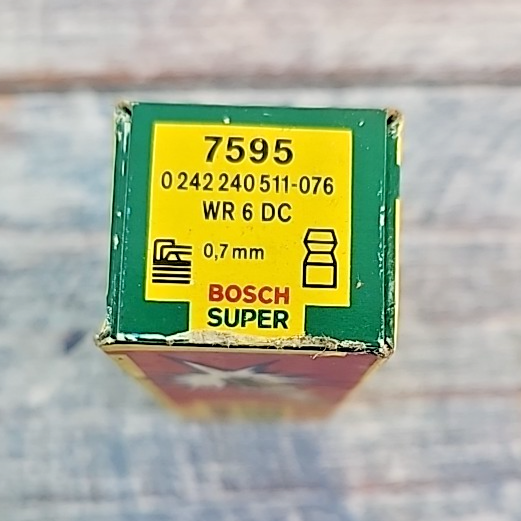 7595
0 242 240 511-076
WR 6 DC
0,7 mm
BOSCH
SUPER